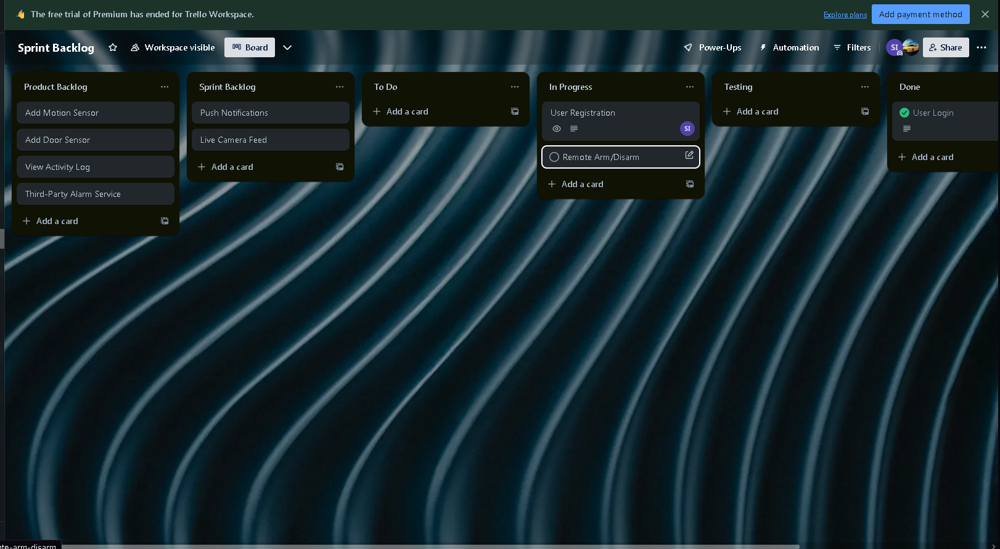 The free trial of Premium has ended for Trello Workspace.
Explore plans
Add payment method
Sprint Backlog
Workspace visible
Board
Power-Ups
Automation
Filters
SI
Share
Product Backlog
Add Motion Sensor
Add Door Sensor
View Activity Log
Third-Party Alarm Service
Add a card
Sprint Backlog
Push Notifications
Live Camera Feed
Add a card
To Do
Add a card
In Progress
User Registration
SI
Remote Arm/Disarm
Add a card
Testing
Add a card
Done
User Login
Add a card
te-arm-disarm